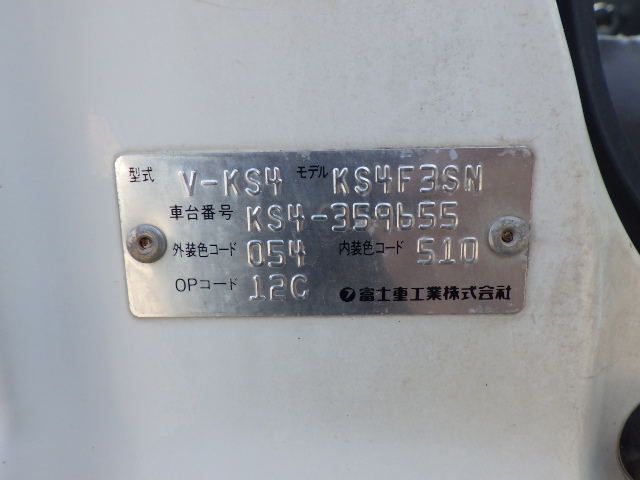 型式 V-KS4 モデル KS4F3SN
車台番号 KS4-359655
外装色コード 054 内装色コード 510
OPコード 12C 富士重工業株式会社